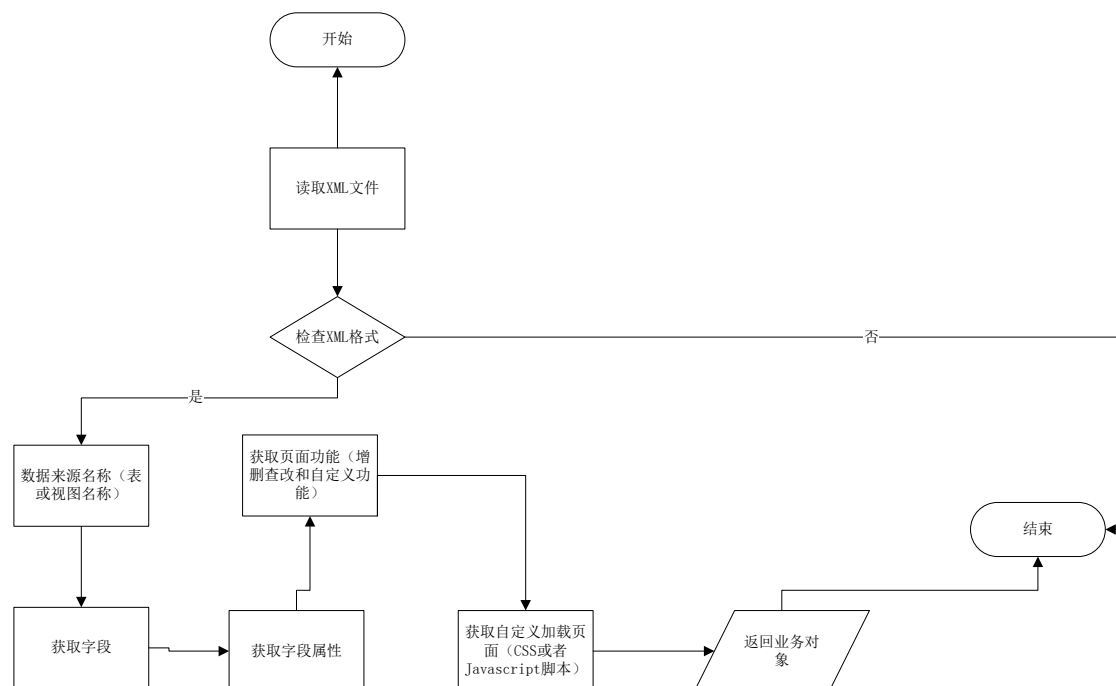 开始
读取XML文件
检查XML格式
否
是
数据来源名称（表
或视图名称）
获取页面功能（增
删查改和自定义功
能）
结束
获取字段
获取字段属性
获取自定义加载页
面（CSS或者
Javascript脚本）
返回业务对
象